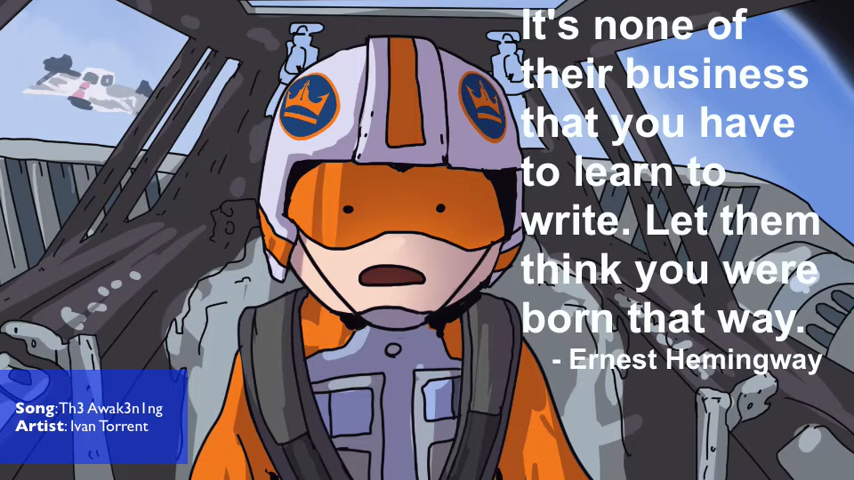 It's none of
their business
that you have
to learn to
write. Let them
think you were
born that way.
- Ernest Hemingway
Song:Th3 Awak3n1ng
Artist: Ivan Torrent